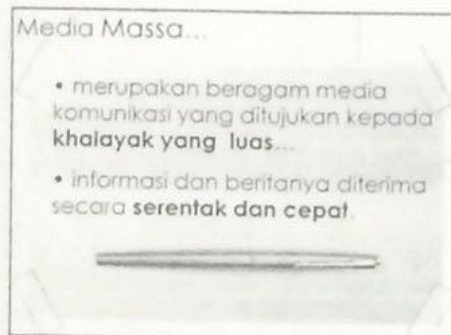 Media Massa...
• merupakan beragam media
komunikasi yang ditujukan kepada
khalayak yang luas...
• informasi dan beritanya diterima
secara serentak dan cepat.